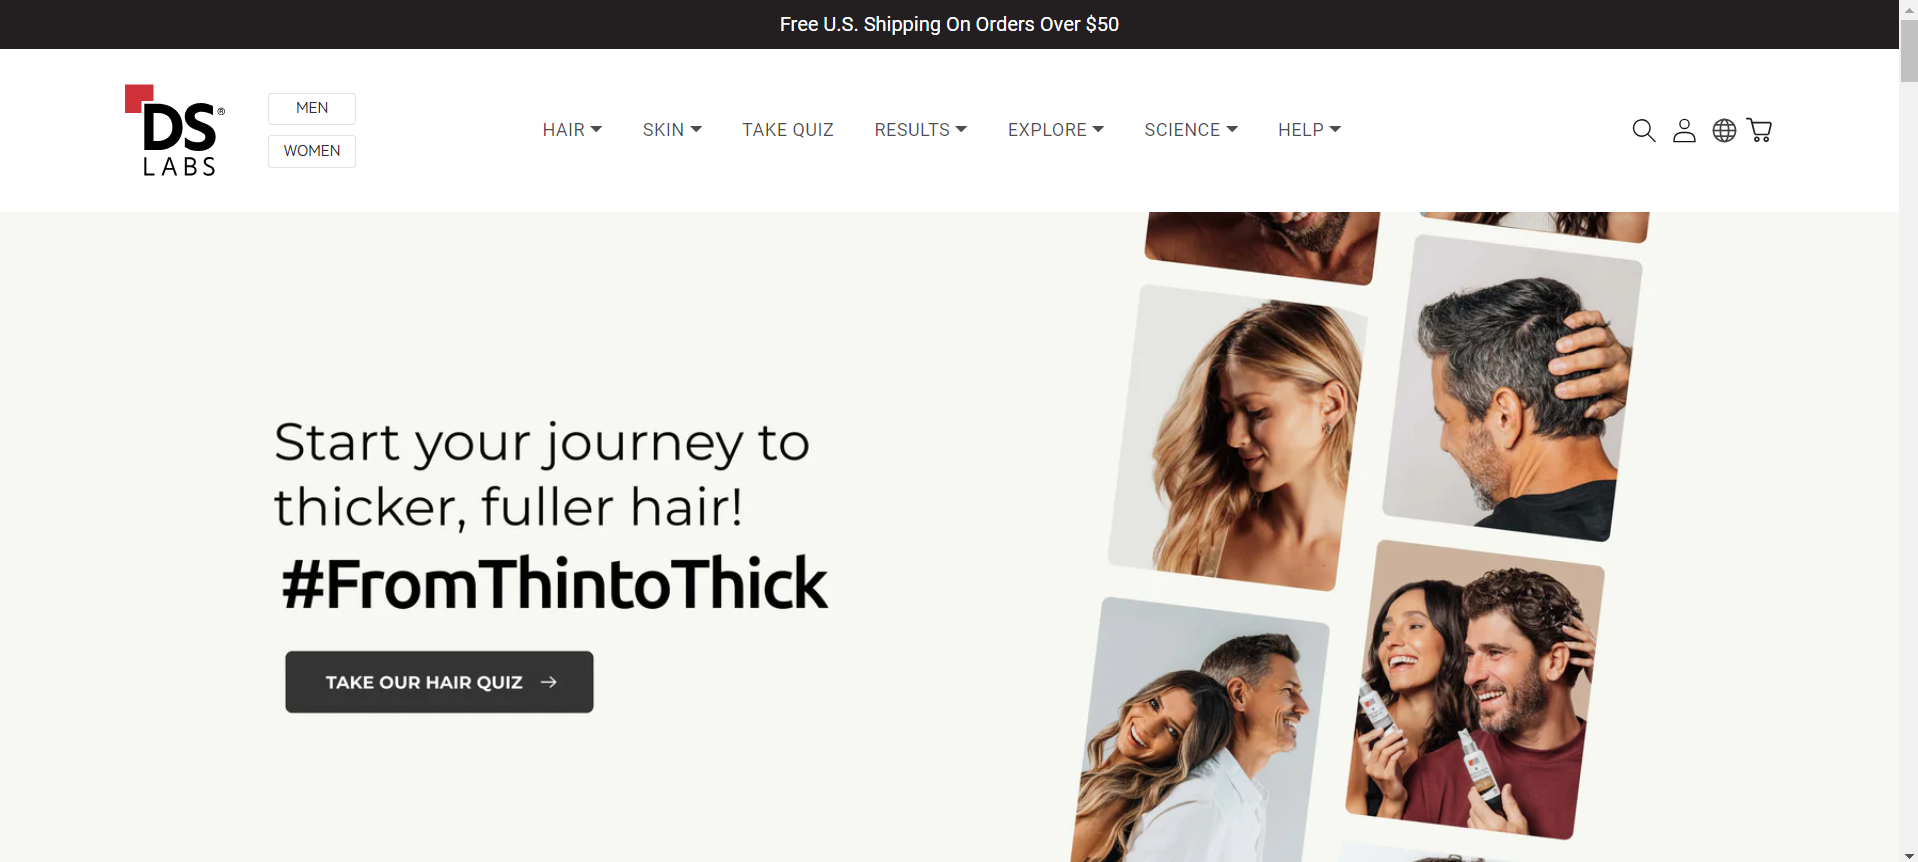 Free U.S. Shipping On Orders Over $50
DS®
LABS
MEN
WOMEN
HAIR
SKIN
TAKE QUIZ
RESULTS
EXPLORE
SCIENCE
HELP
Start your journey to
thicker, fuller hair!
#FromThintoThick
TAKE OUR HAIR QUIZ →